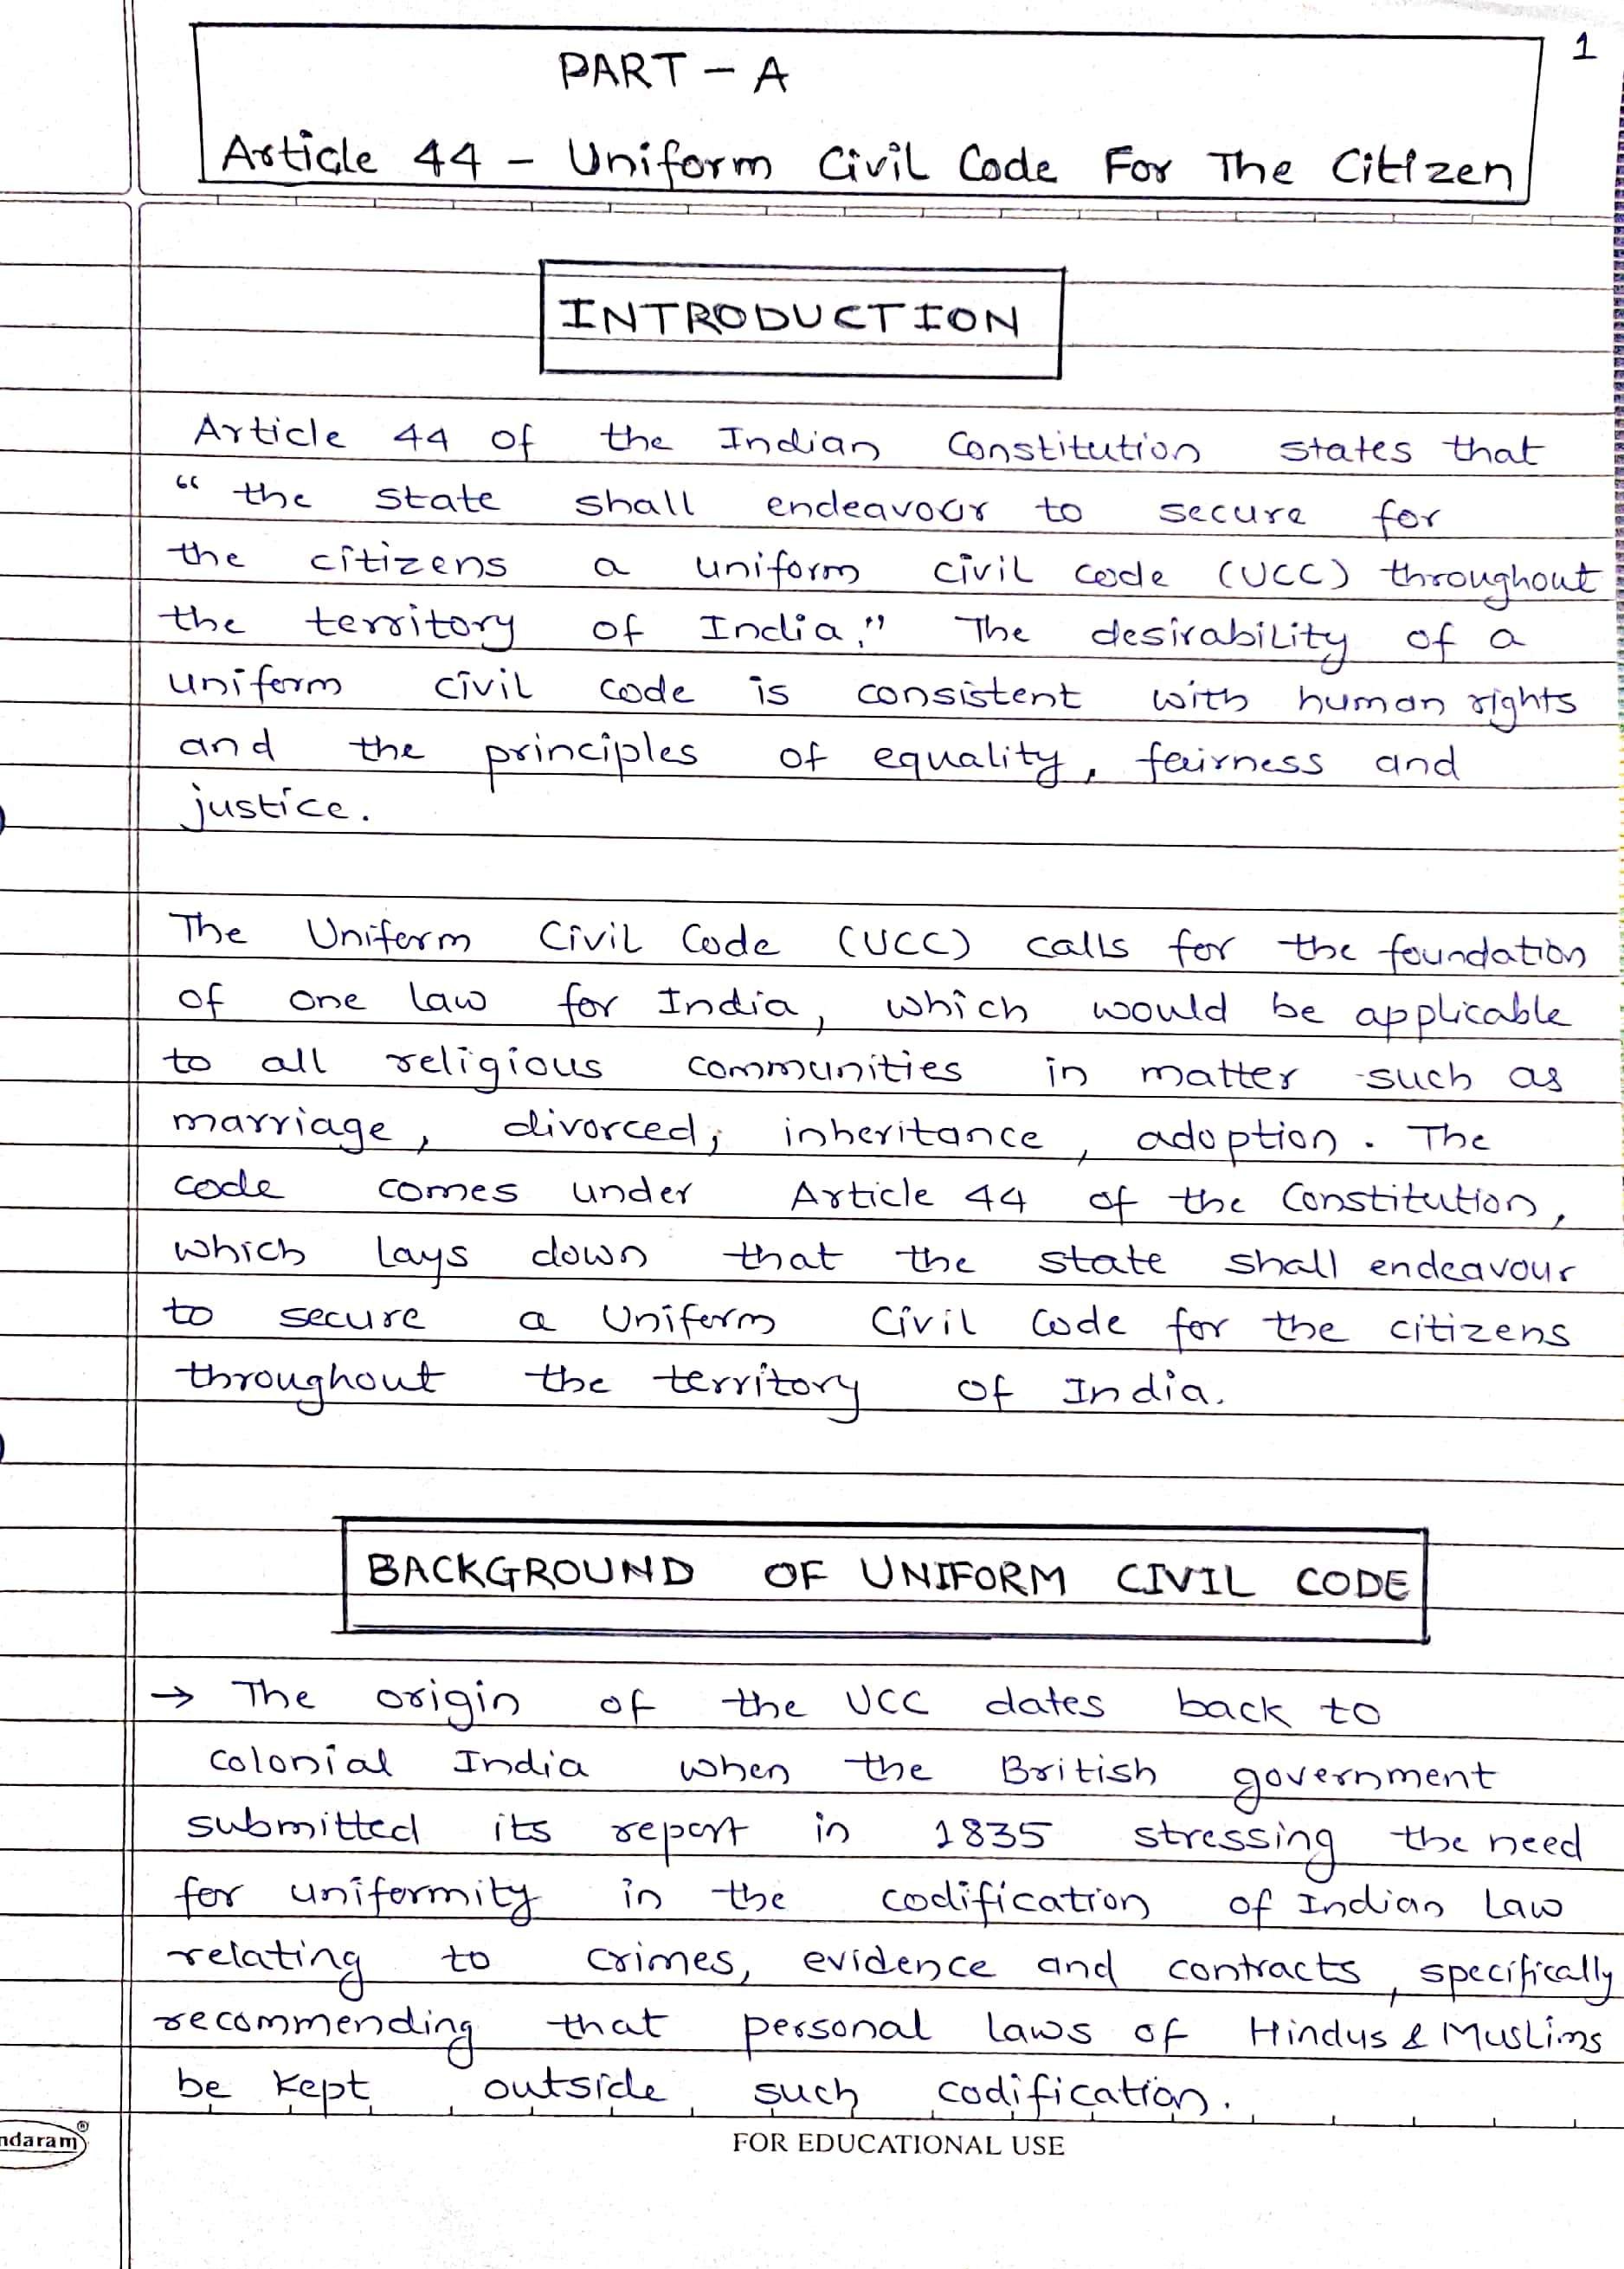 1
PART - A
Article 44 - Uniform Civil Code For The Citizen
INTRODUCTION
Article 44 of the Indian Constitution states that
“ the state shall endeavour to secure for
the citizens a uniform civil code (UCC) throughout
the territory of India." The desirability of a
uniform civil code is consistent with human rights
and the principles of equality, fairness and
justice.
The Uniform Civil Code (UCC) calls for the foundation
of one law for India, which would be applicable
to all religious communities in matter such as
marriage, divorced, inheritance, adoption. The
code comes under Article 44 of the Constitution,
which lays down that the state shall endeavour
to secure a Uniform Civil Code for the citizens
throughout the territory of India.
BACKGROUND OF UNIFORM CIVIL CODE
→ The origin of the UCC dates back to
colonial India when the British government
submitted its report in 1835 stressing the need
for uniformity in the codification of Indian law
relating to crimes, evidence and contracts, specifically
recommending that personal laws of Hindus & Muslims
be kept outside such codification.
ndaram®
FOR EDUCATIONAL USE